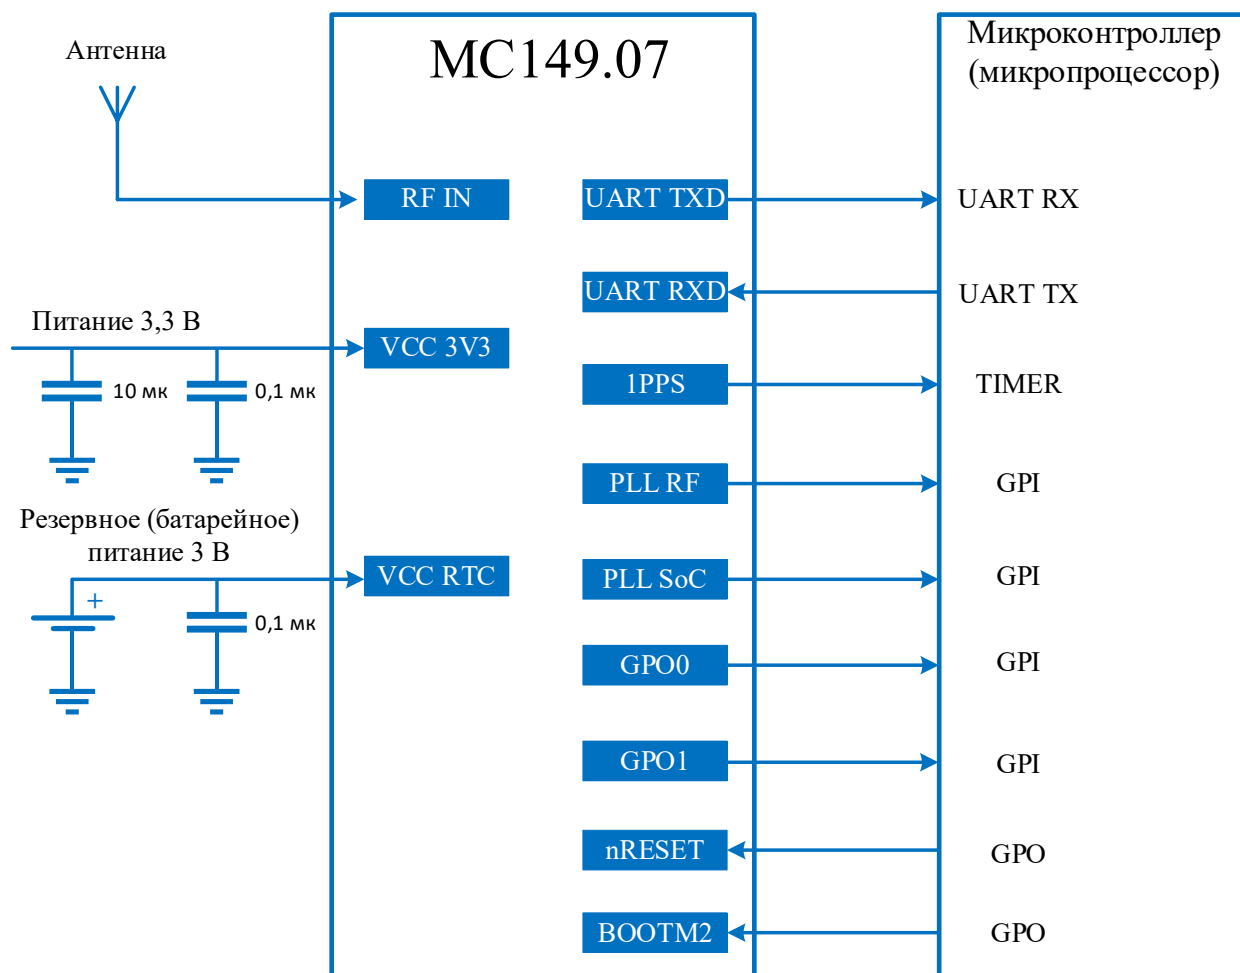 Антенна
МС149.07
Микроконтроллер
(микропроцессор)
RF IN
UART TXD
UART RX
UART RXD
UART TX
Питание 3,3 В
VCC 3V3
10 мк
0,1 мк
1PPS
TIMER
PLL RF
GPI
Резервное (батарейное)
питание 3 В
VCC RTC
PLL SoC
GPI
+
0,1 мк
GPO0
GPI
GPO1
GPI
nRESET
GPO
BOOTM2
GPO